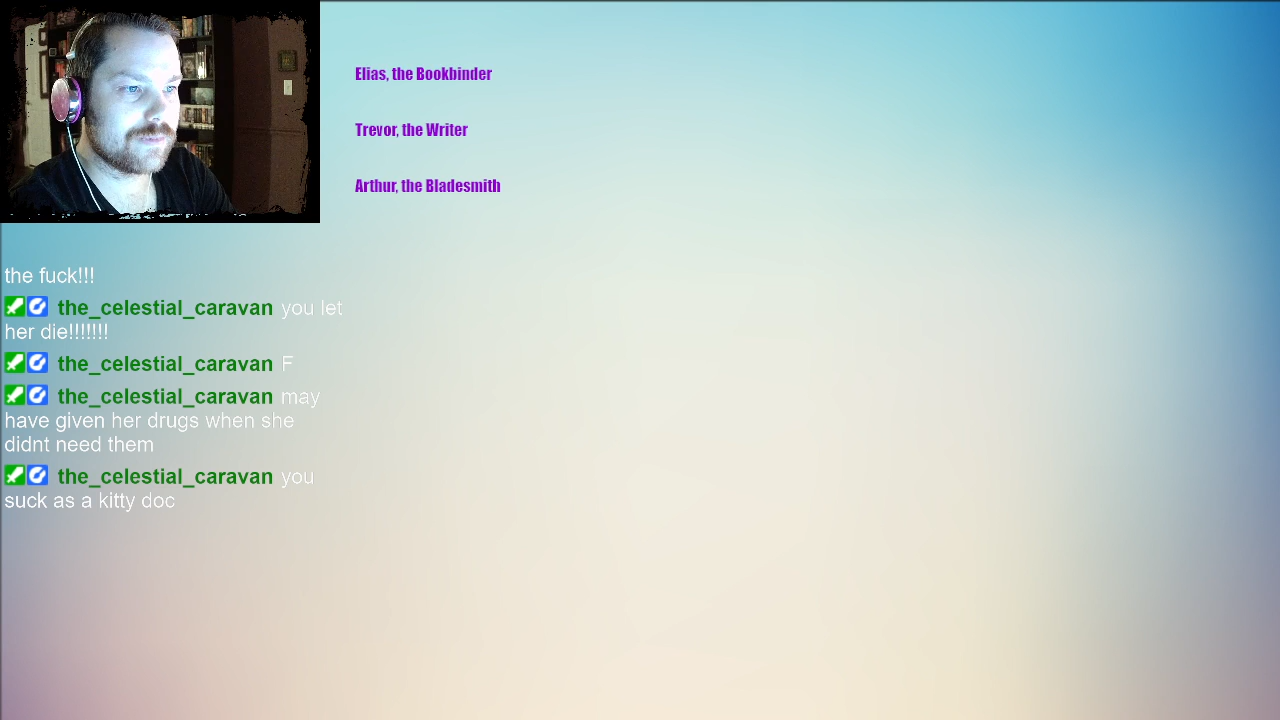 Elias, the Bookbinder
Trevor, the Writer
Arthur, the Bladesmith
the fuck!!!
the_celestial_caravan you let
her die!!!!!!!
the_celestial_caravan F
the_celestial_caravan may
have given her drugs when she
didnt need them
the_celestial_caravan you
suck as a kitty doc